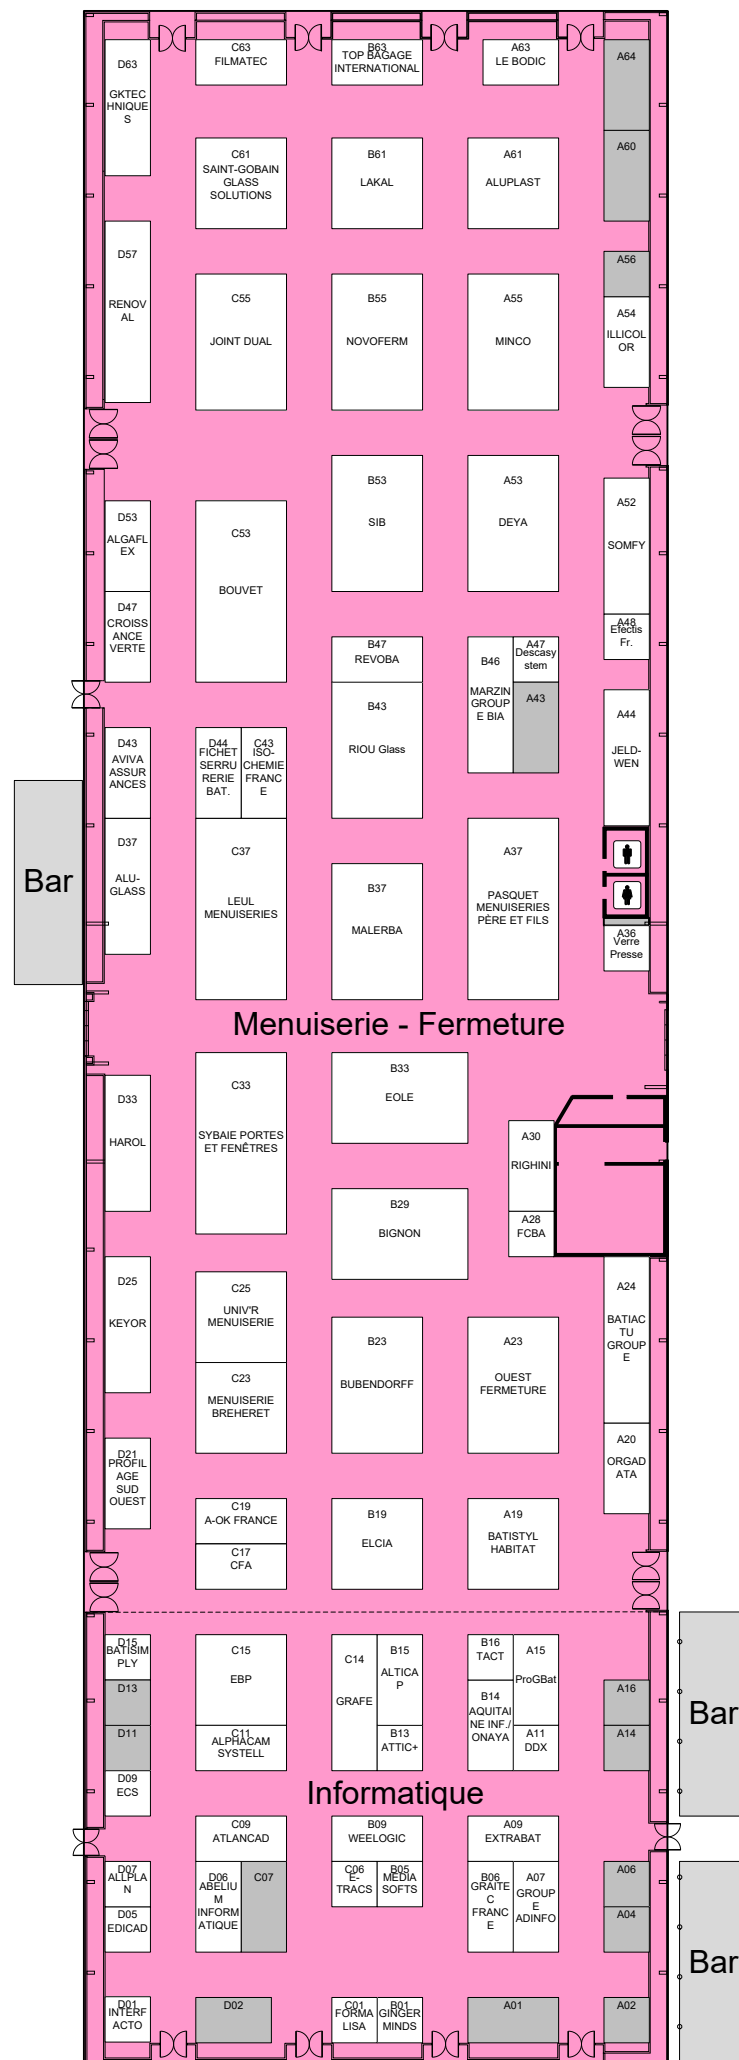 D63
GKTEC
HNIQUE
S
C63
FILMATEC
B63
TOP BAGAGE
INTERNATIONAL
A63
LE BODIC
A64
C61
SAINT-GOBAIN
GLASS
SOLUTIONS
B61
LAKAL
A61
ALUPLAST
A60
D57
RENOV
AL
C55
JOINT DUAL
B55
NOVOFERM
A55
MINCO
A56
A54
ILLICOL
OR
D53
ALGAFL
EX
C53
BOUVET
B53
SIB
A53
DEYA
A52
SOMFY
D47
CROISS
ANCE
VERTE
B47
REVOBA
B46
MARZIN
GROUP
E BIA
A47
Descasy
stem
A48
Efectis
Fr.
B43
RIOU Glass
A43
A44
JELD-
WEN
D43
AVIVA
ASSUR
ANCES
D44
FICHET
SERRU
RERIE
BAT.
C43
ISO-
CHEMIE
FRANC
E
Bar
D37
ALU-
GLASS
C37
LEUL
MENUISERIES
B37
MALERBA
A37
PASQUET
MENUISERIES
PÈRE ET FILS
A36
Verre
Presse
Menuiserie - Fermeture
D33
HAROL
C33
SYBAIE PORTES
ET FENÊTRES
B33
EOLE
A30
RIGHINI
B29
BIGNON
A28
FCBA
D25
KEYOR
C25
UNIV'R
MENUISERIE
A24
BATIAC
TU
GROUP
E
C23
MENUISERIE
BREHERET
B23
BUBENDORFF
A23
OUEST
FERMETURE
D21
PROFIL
AGE
SUD
OUEST
A20
ORGAD
ATA
C19
A-OK FRANCE
B19
ELCIA
A19
BATISTYL
HABITAT
C17
CFA
D15
BATISIM
PLY
C15
EBP
C14
GRAFE
B15
ALTICA
P
B16
TACT
A15
ProGBat
D13
B14
AQUITAI
NE INF./
ONAYA
A16
Bar
D11
C11
ALPHACAM
SYSTELL
B13
ATTIC+
A11
DDX
A14
D09
ECS
Informatique
C09
ATLANCAD
B09
WEELOGIC
A09
EXTRABAT
D07
ALLPLA
N
D06
ABELIU
M
INFORM
ATIQUE
C07
C06
E-
TRACS
B05
MEDIA
SOFTS
B06
GRAITE
C
FRANC
E
A07
GROUP
E
ADINFO
A06
D05
EDICAD
A04
Bar
D01
INTERF
ACTO
D02
C01
FORMA
LISA
B01
GINGER
MINDS
A01
A02